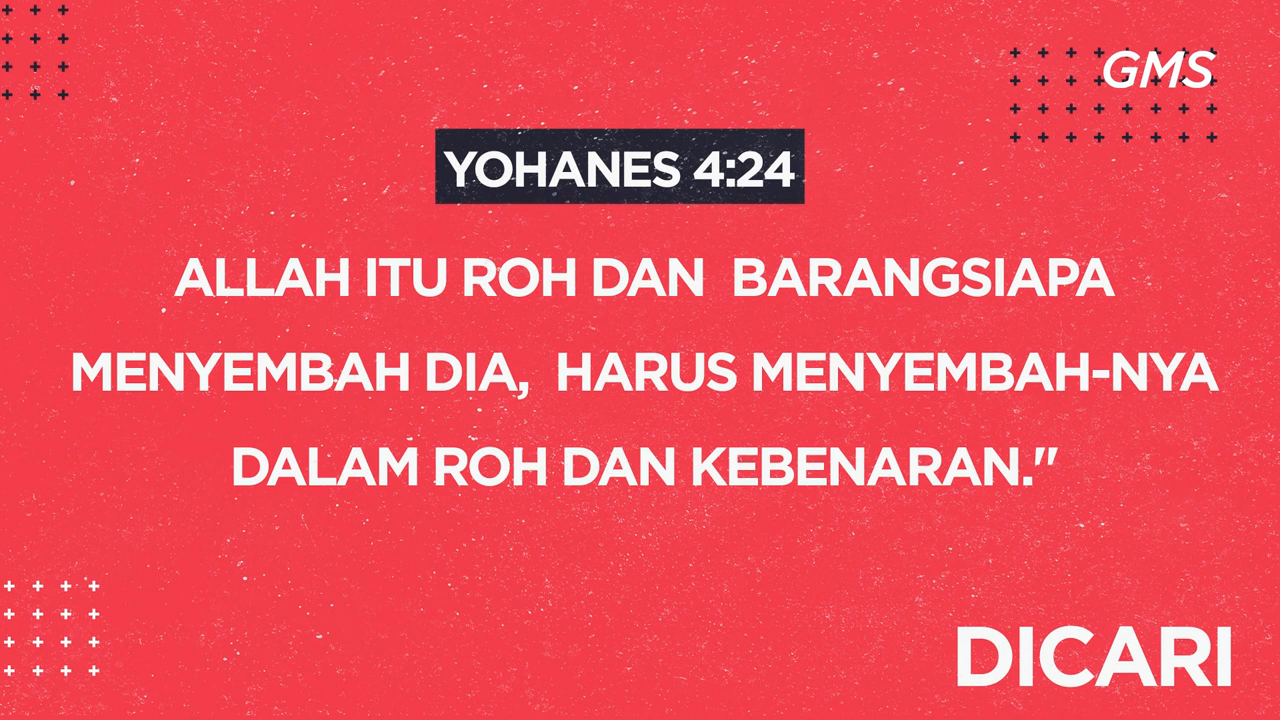 GMS
YOHANES 4:24
ALLAH ITU ROH DAN  BARANGSIAPA
MENYEMBAH DIA,  HARUS MENYEMBAH-NYA
DALAM ROH DAN KEBENARAN."
DICARI